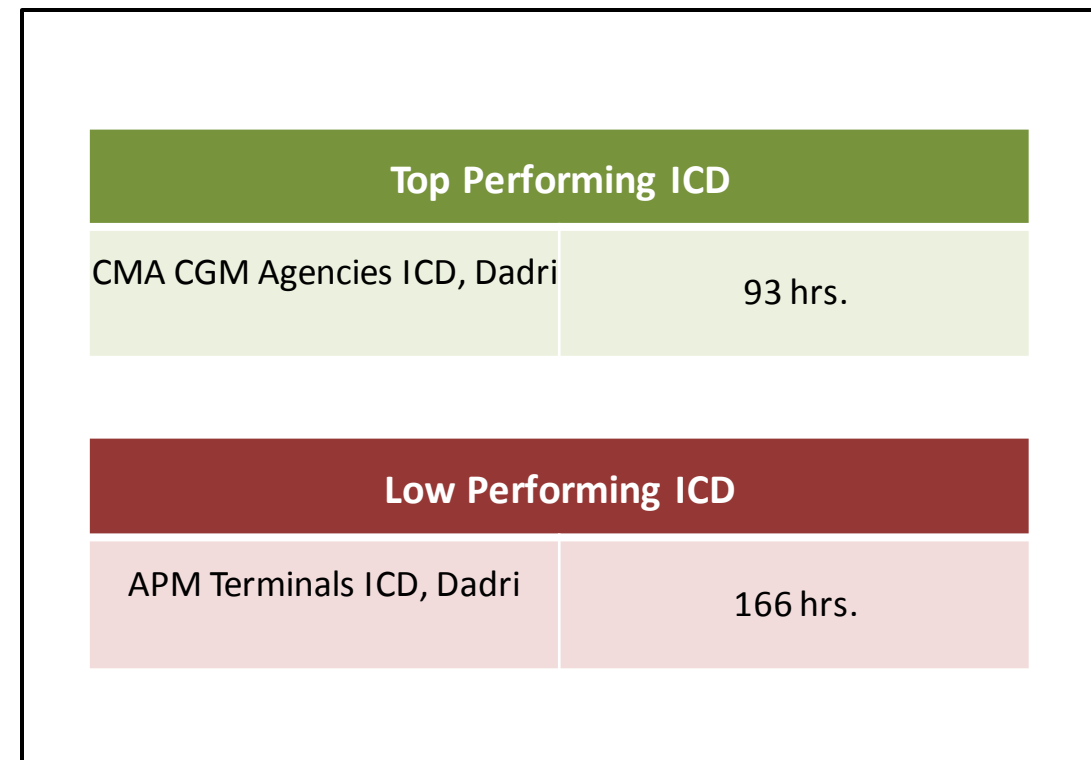 Top Performing ICD
CMA CGM Agencies ICD, Dadri
93 hrs.
Low Performing ICD
APM Terminals ICD, Dadri
166 hrs.